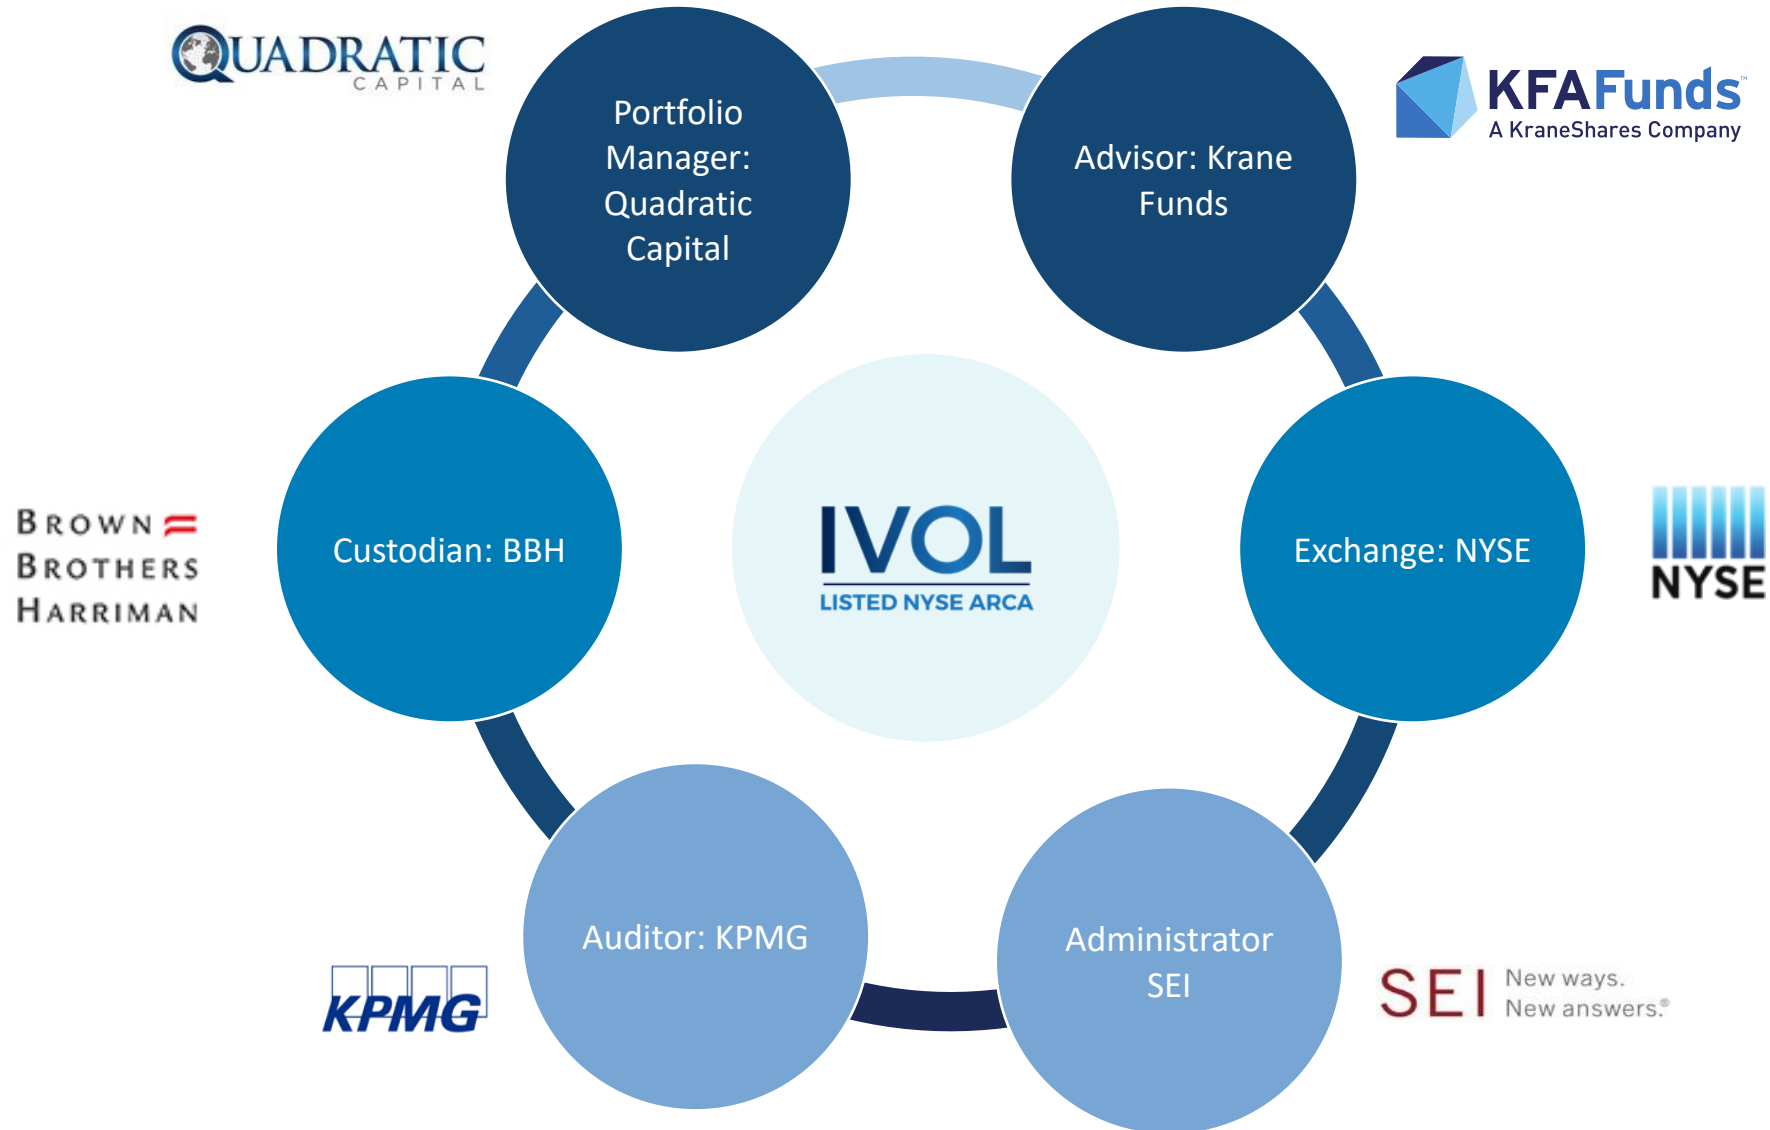 QUADRATIC
CAPITAL
Portfolio
Manager:
Quadratic
Capital
Advisor: Krane
Funds
KFAFunds™
A KraneShares Company
BROWN
BROTHERS
HARRIMAN
Custodian: BBH
IVOL
LISTED NYSE ARCA
Exchange: NYSE
NYSE
KPMG
Auditor: KPMG
Administrator
SEI
SEI
New ways.
New answers.®